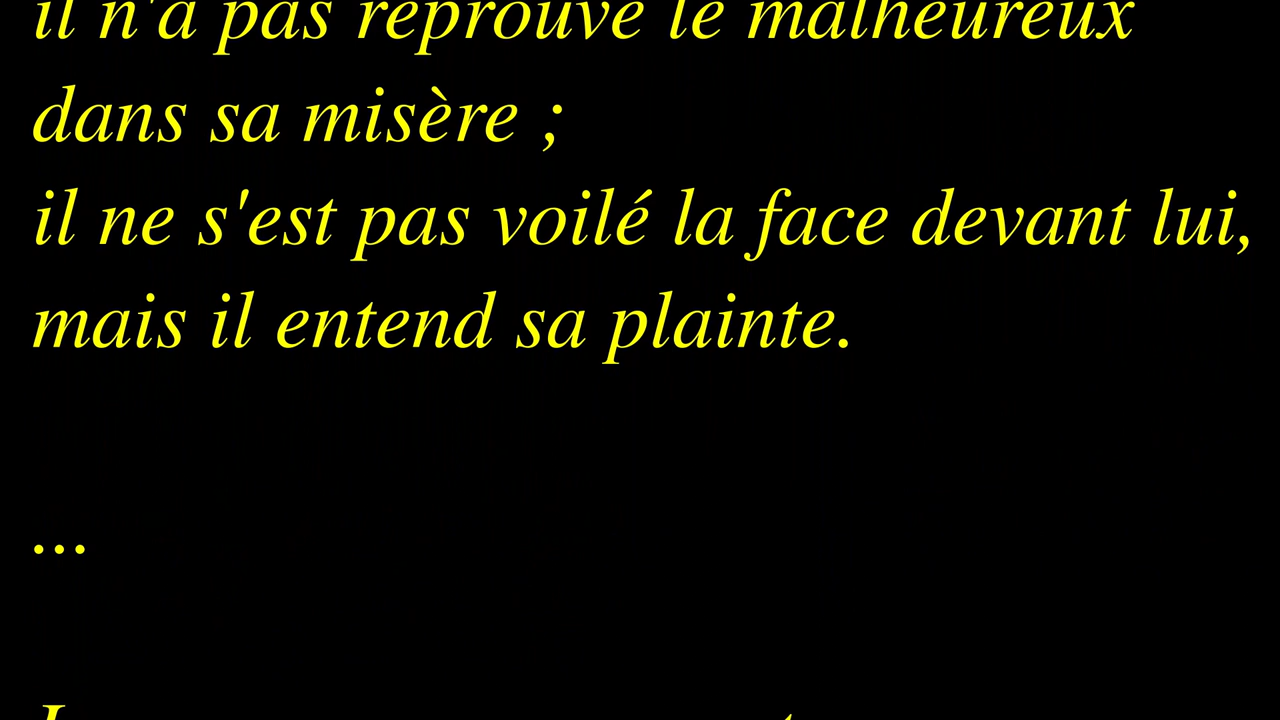 il n'a pas réprouvé le malheureux
dans sa misère ;
il ne s'est pas voilé la face devant lui,
mais il entend sa plainte.
...